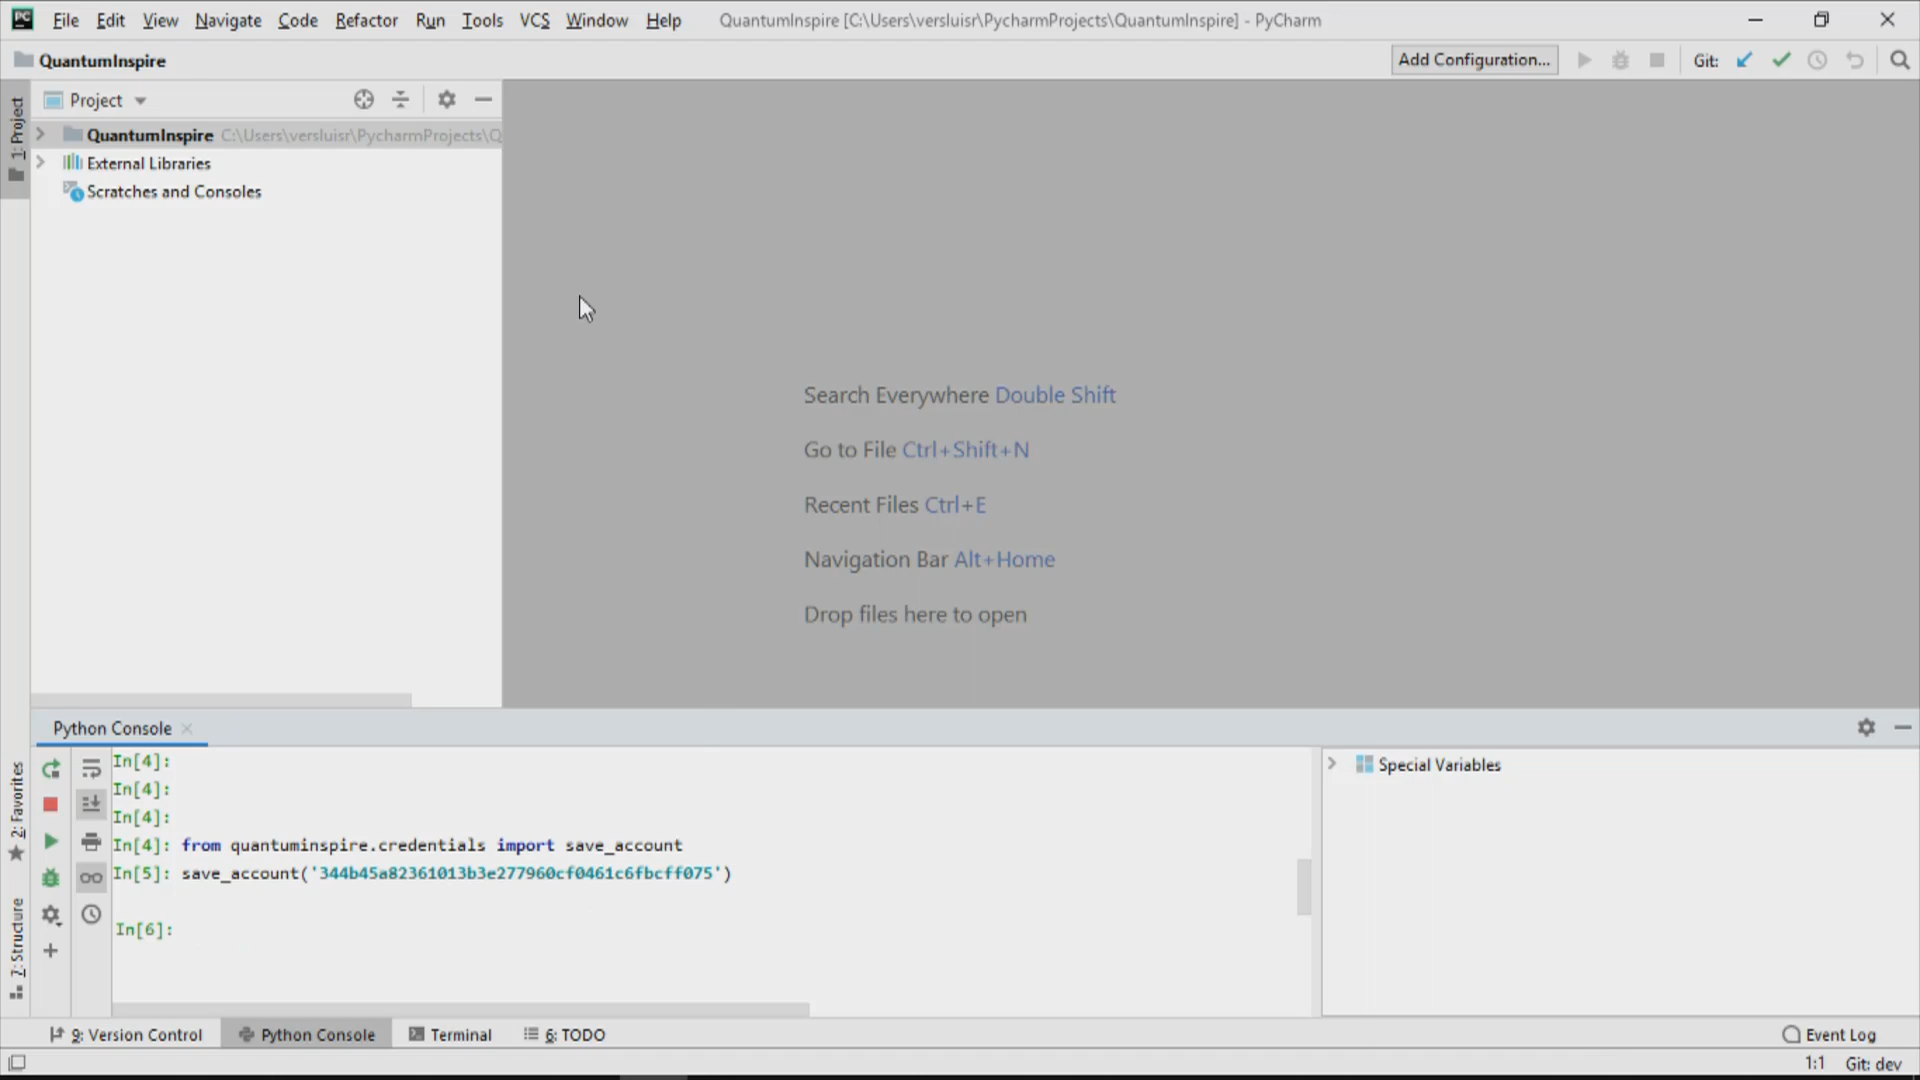 PC File Edit View Navigate Code Refactor Run Tools VCS Window Help QuantumInspire [C:\Users\versluisr\PycharmProjects\QuantumInspire] - PyCharm
QuantumInspire Add Configuration... Git:
1: Project
Project
QuantumInspire C:\Users\versluisr\PycharmProjects\Q
External Libraries
Scratches and Consoles
Search Everywhere Double Shift
Go to File Ctrl+Shift+N
Recent Files Ctrl+E
Navigation Bar Alt+Home
Drop files here to open
Python Console
In[4]:
In[4]:
In[4]:
In[4]: from quantuminspire.credentials import save_account
In[5]: save_account('344b45a82361013b3e277960cf0461c6fbcff075')
In[6]:
Special Variables
2: Favorites
7: Structure
9: Version Control Python Console Terminal 6: TODO Event Log
1:1 Git: dev